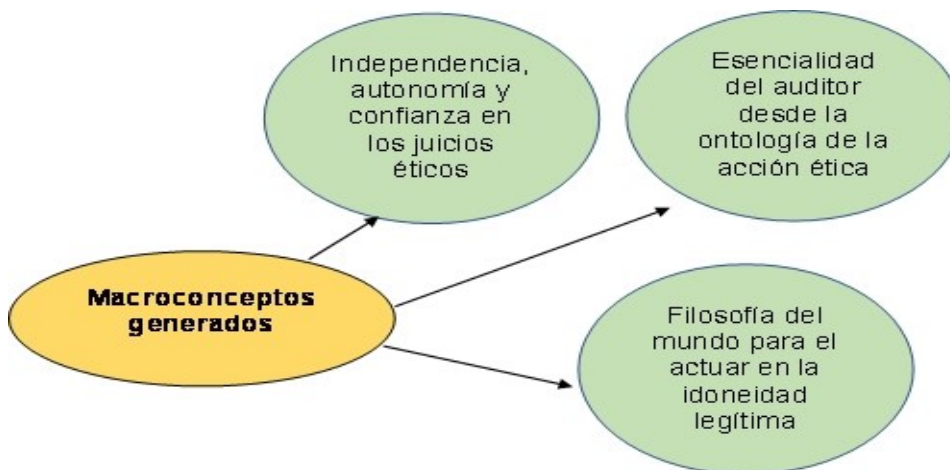 Independencia,
autonomía y
confianza en
los juicios
éticos
Esencialidad
del auditor
desde la
ontología de la
acción ética
Macroconceptos
generados
Filosofía del
mundo para el
actuar en la
idoneidad
legítima